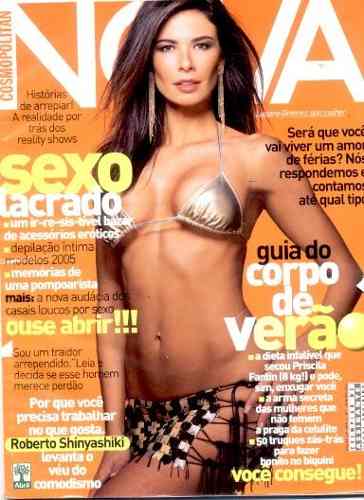 COSMOPOLITAN
NOVA
Histórias
de arrepiar!
A realidade por
trás dos
reality shows
sexo
lacrado
um ir-re-sis-tível bazar
de acessórios eróticos
depilação íntima
modelos 2005
memórias de
uma pompoarista
mais: a nova audácia dos
casais loucos por sexo
ouse abrir!!!
Sou um traidor
arrependido." Leia e
decida se esse homem
merece perdão
Por que você
precisa trabalhar
no que gosta.
Roberto Shinyashiki
levanta o
véu do
comodismo
Abril
Será que você
vai viver um amor
de férias? Nós
respondemos e
contamos
até qual tipo
guia do
corpo
de
verão
a dieta infalível que
secou Priscila
Fantin (8 kg!) e pode,
sim, enxugar você
a arma secreta
das mulheres que
não temem
a praga da celulite
50 truques zás-trás
para fazer
bonito no biquíni
você consegue!